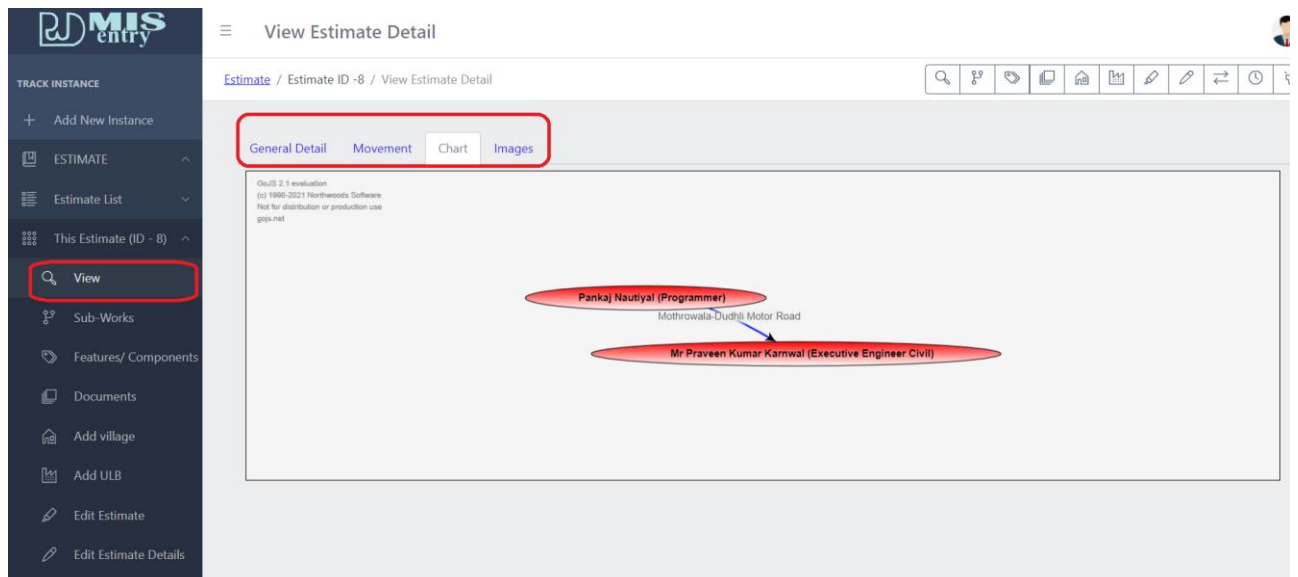 PWD MIS
entry
View Estimate Detail
TRACK INSTANCE
Estimate / Estimate ID -8 / View Estimate Detail
Add New Instance
ESTIMATE
Estimate List
This Estimate (ID - 8)
View
Sub-Works
Features/ Components
Documents
Add village
Add ULB
Edit Estimate
Edit Estimate Details
General Detail Movement Chart Images
GoJS 2.1 evaluation
(c) 1998-2021 Northwoods Software
Not for distribution or production use
gojs.net
Pankaj Nautiyal (Programmer)
Mothrowala-Dudhli Motor Road
Mr Praveen Kumar Karnwal (Executive Engineer Civil)